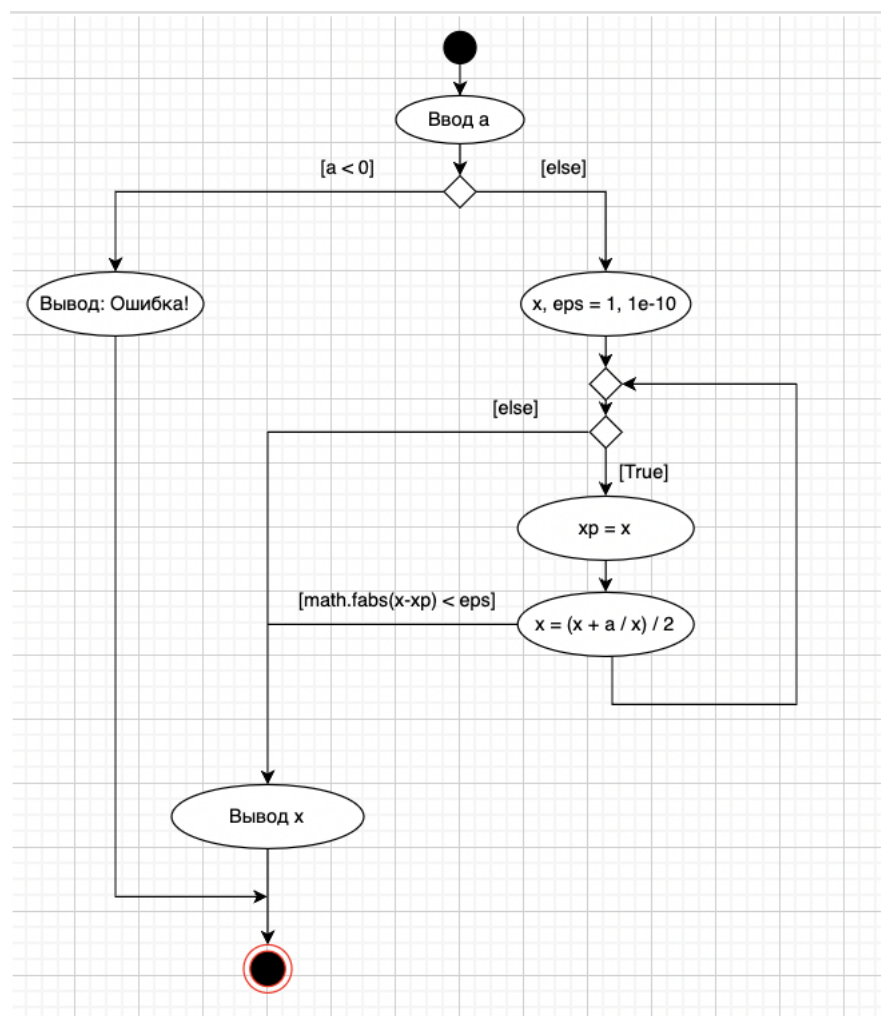 Ввод a
[a < 0]
[else]
Вывод: Ошибка!
x, eps = 1, 1e-10
[else]
[True]
xp = x
[math.fabs(x-xp) < eps]
x = (x + a / x) / 2
Вывод x